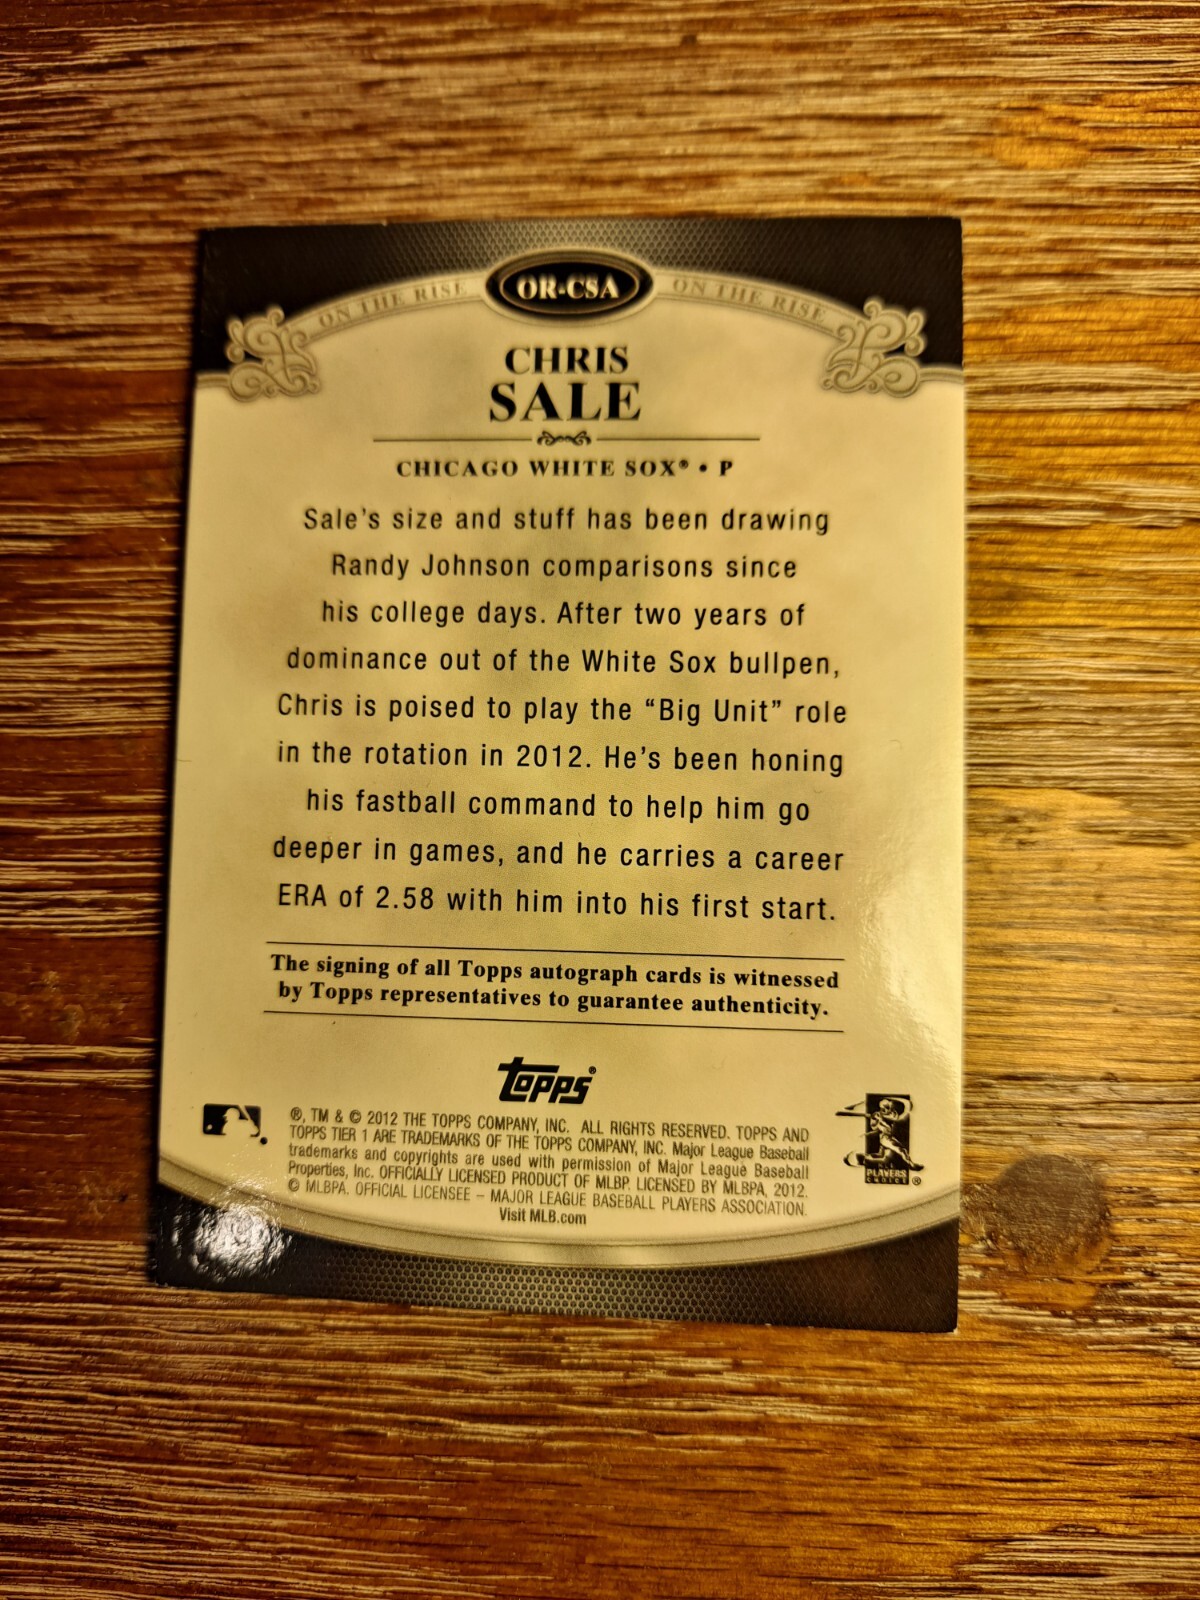 OR-CSA
ON THE RISE ON THE RISE
CHRIS
SALE
CHICAGO WHITE SOX® • P
Sale's size and stuff has been drawing
Randy Johnson comparisons since
his college days. After two years of
dominance out of the White Sox bullpen,
Chris is poised to play the “Big Unit” role
in the rotation in 2012. He's been honing
his fastball command to help him go
deeper in games, and he carries a career
ERA of 2.58 with him into his first start.
The signing of all Topps autograph cards is witnessed
by Topps representatives to guarantee authenticity.
topps®
®, TM & © 2012 THE TOPPS COMPANY, INC. ALL RIGHTS RESERVED. TOPPS AND
TOPPS TIER 1 ARE TRADEMARKS OF THE TOPPS COMPANY, INC. Major League Baseball
trademarks and copyrights are used with permission of Major League Baseball
Properties, Inc. OFFICIALLY LICENSED PRODUCT OF MLBP. LICENSED BY MLBPA, 2012.
© MLBPA. OFFICIAL LICENSEE – MAJOR LEAGUE BASEBALL PLAYERS ASSOCIATION.
Visit MLB.com
PLAYERS
CHOICE ®